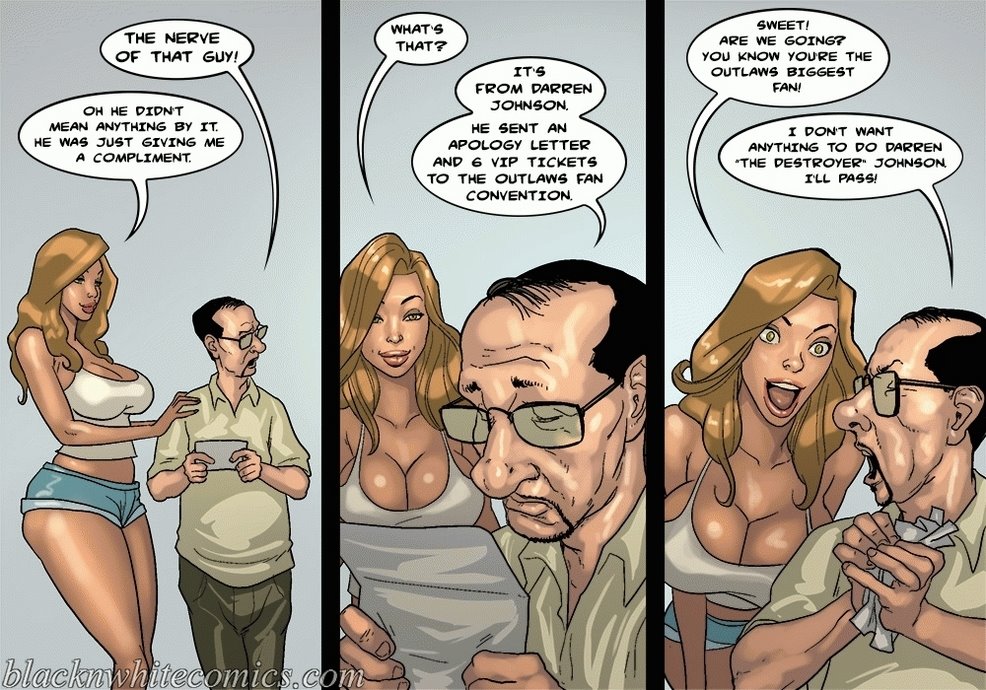 THE NERVE
OF THAT GUY!
OH HE DIDN'T
MEAN ANYTHING BY IT.
HE WAS JUST GIVING ME
A COMPLIMENT.
WHAT'S
THAT?
IT'S
FROM DARREN
JOHNSON.
HE SENT AN
APOLOGY LETTER
AND 6 VIP TICKETS
TO THE OUTLAWS FAN
CONVENTION.
SWEET!
ARE WE GOING?
YOU KNOW YOU'RE THE
OUTLAWS BIGGEST
FAN!
I DON'T WANT
ANYTHING TO DO DARREN
"THE DESTROYER" JOHNSON.
I'LL PASS!
blacknwhitecomics.com